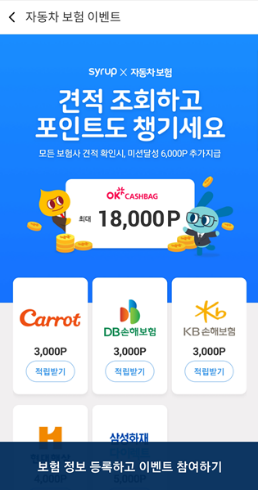 자동차 보험 이벤트
syrup × 자동차 보험
견적 조회하고
포인트도 챙기세요
모든 보험사 견적 확인시, 미션달성 6,000P 추가지급
OK CASHBAG
최대 18,000 P
Carrot
DB손해보험
KB손해보험
3,000P
3,000P
3,000P
적립받기
적립받기
적립받기
삼성화재
보험 정보 등록하고 이벤트 참여하기